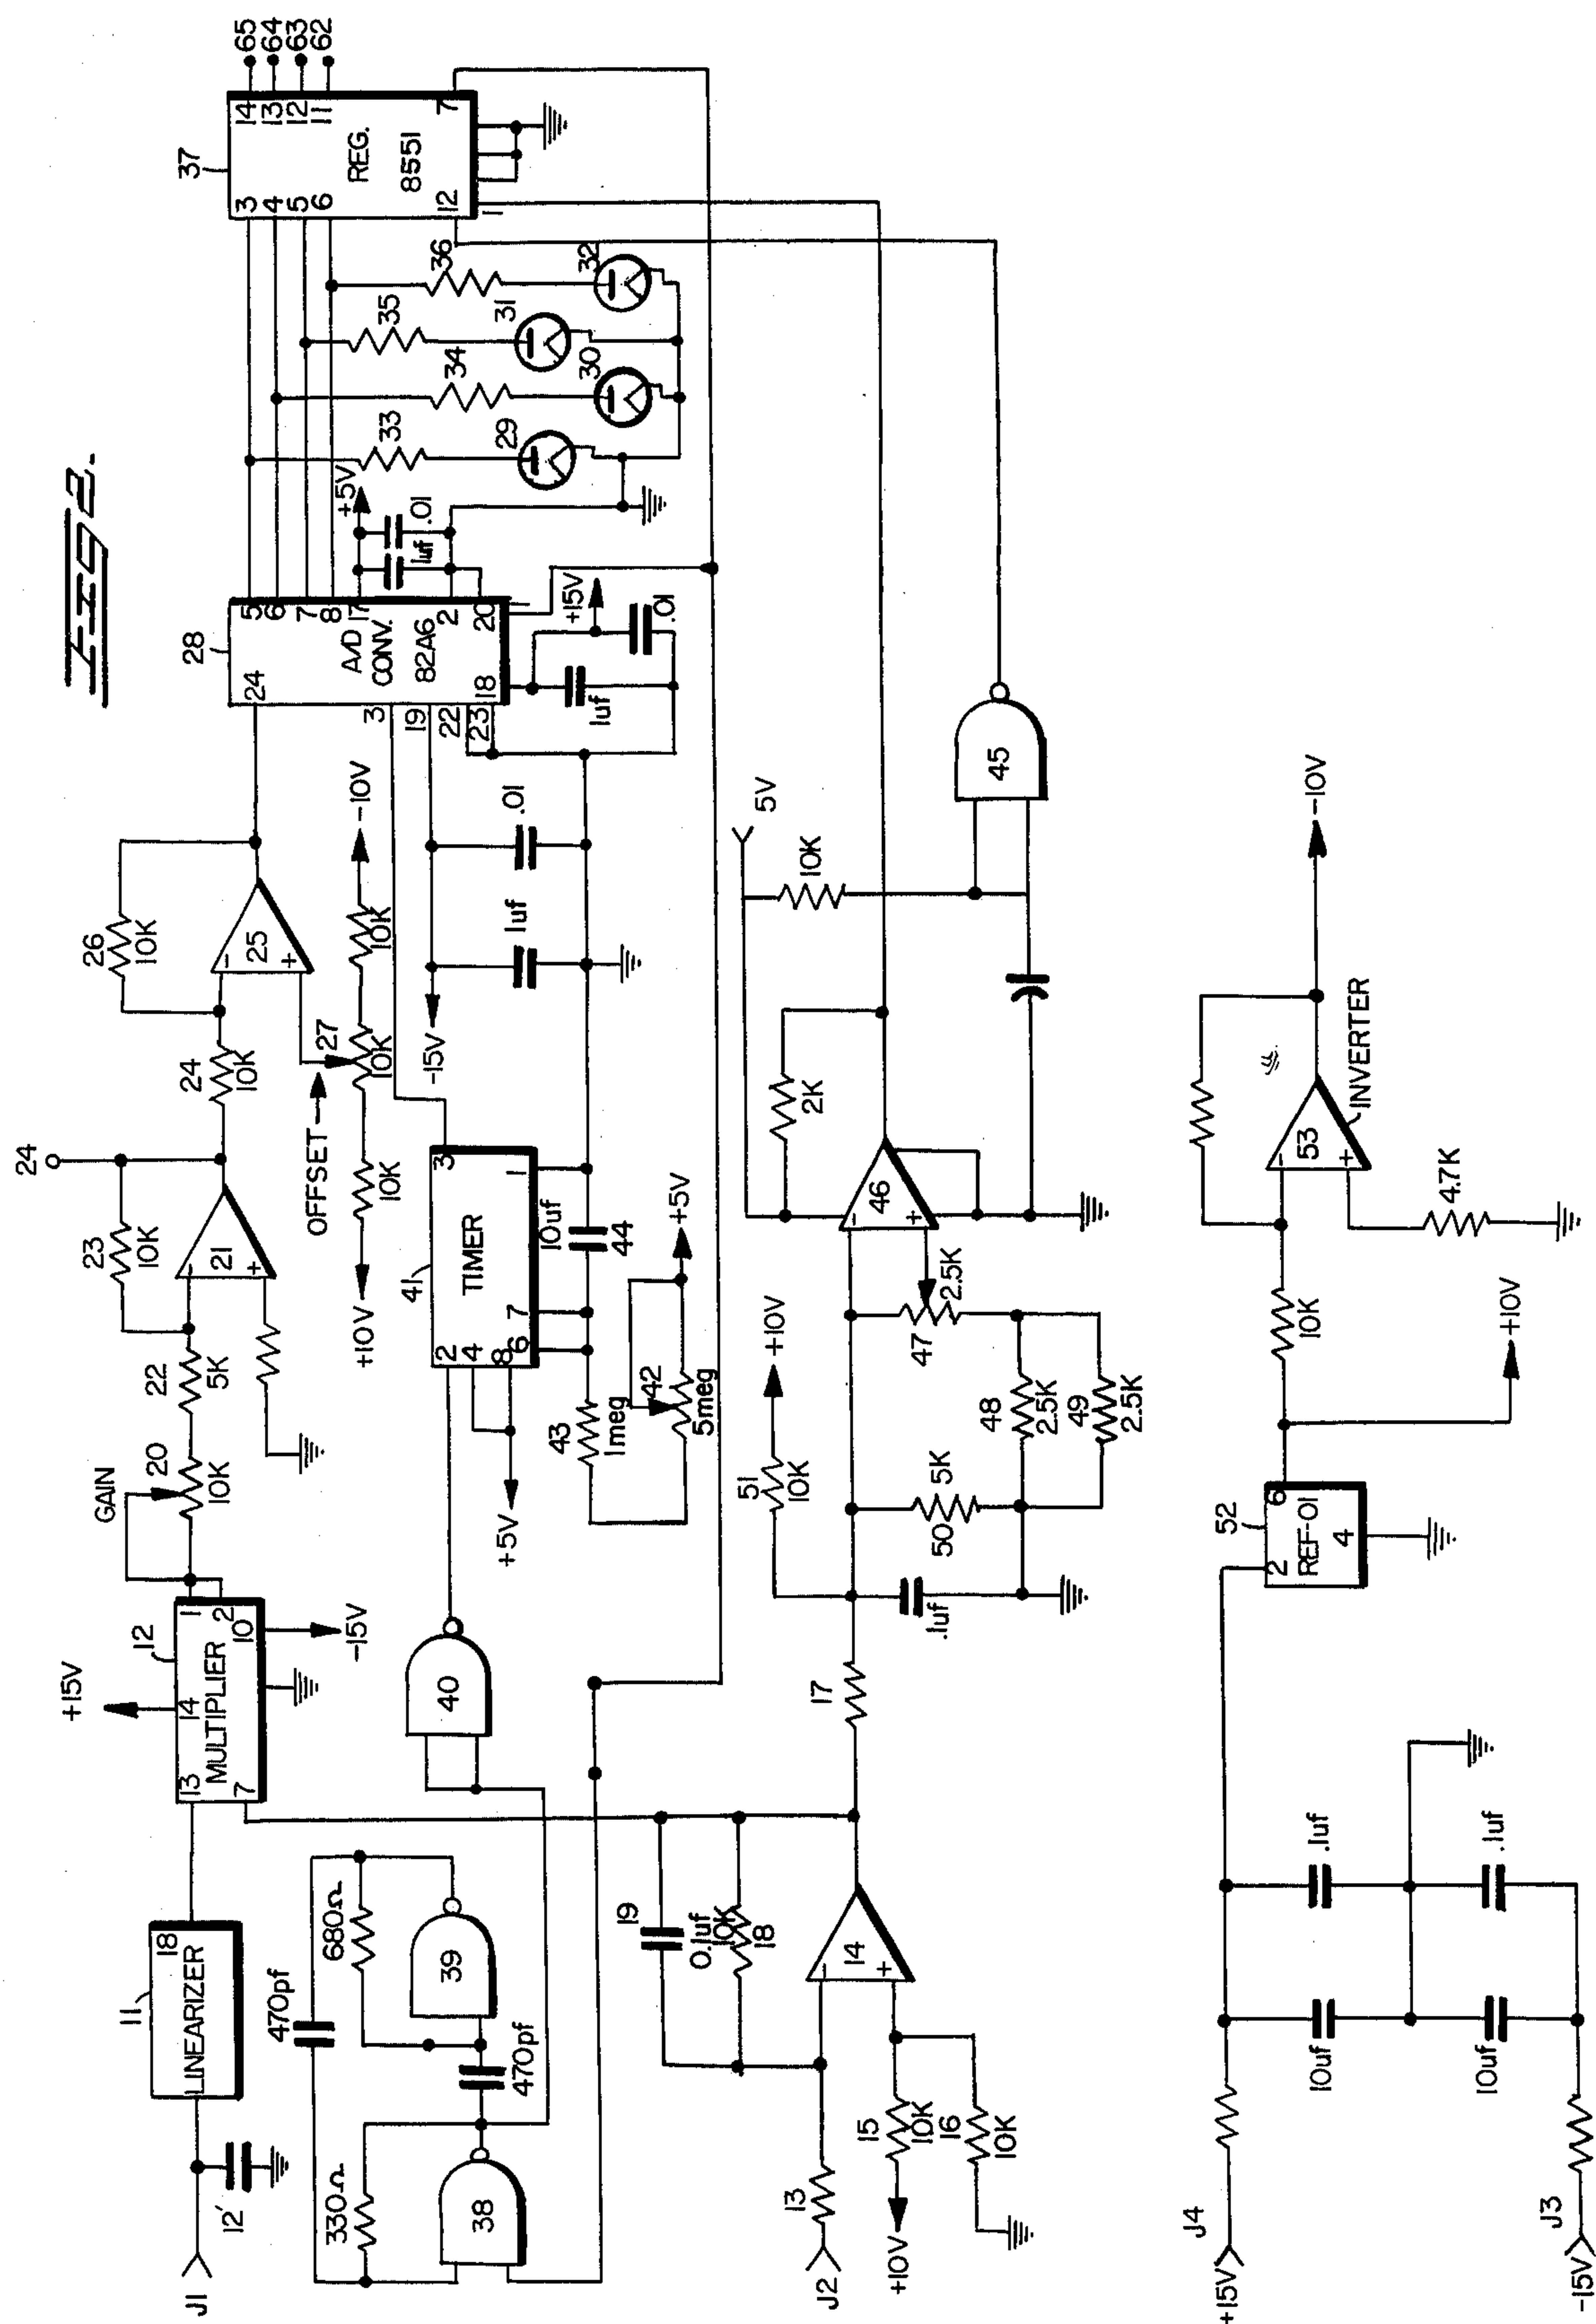 FIG 2.
J1
12'
11
LINEARIZER
18
13
MULTIPLIER
7
14
+15V
12
1
2
10
-15V
GAIN
20
10K
22
5K
23
10K
21
-
+
24
24
10K
OFFSET
+10V
10K
27
10K
10K
-10V
26
10K
25
-
+
28
24
A/D
CONV.
82A6
3
19
22
23
18
5
6
7
8
17
2
20
1
+5V
1uf
.01
+15V
1uf
.01
33
34
35
36
29
30
31
32
37
3
4
5
6
12
1
REG.
8551
14
13
12
11
7
65
64
63
62
330Ω
38
470pf
470pf
680Ω
39
40
41
TIMER
2
4
8
6
7
1
3
+5V
43
1meg
42
5meg
+5V
10uf
44
-15V
1uf
.01
J2
13
+10V
15
10K
16
10K
14
-
+
19
0.1uf
10K
18
17
.1uf
51
10K
+10V
50
5K
48
2.5K
49
2.5K
47
2.5K
46
-
+
2K
10K
5V
45
J4
+15V
J3
-15V
10uf
.1uf
10uf
.1uf
52
2
REF-01
4
6
+10V
10K
53
-
+
INVERTER
4.7K
-10V